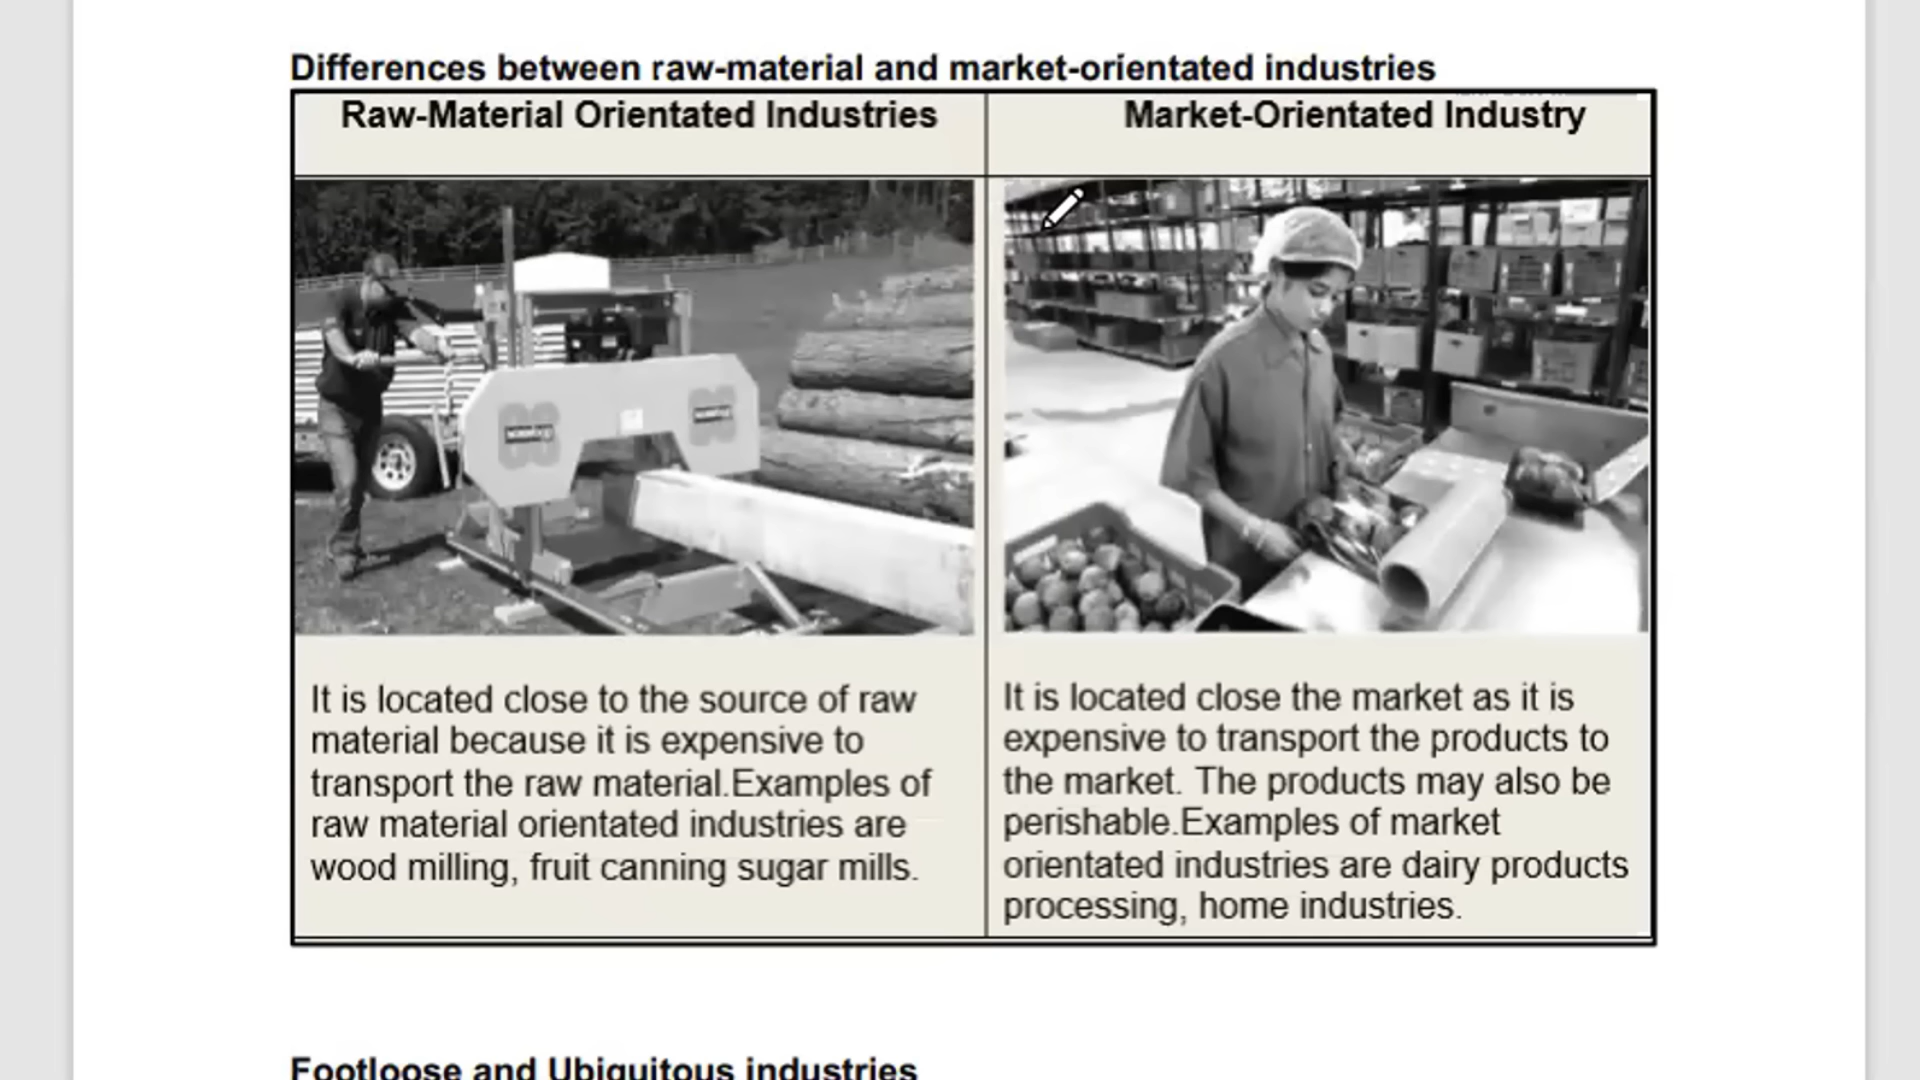 Differences between raw-material and market-orientated industries
Raw-Material Orientated Industries
Market-Orientated Industry
It is located close to the source of raw
material because it is expensive to
transport the raw material.Examples of
raw material orientated industries are
wood milling, fruit canning sugar mills.
It is located close the market as it is
expensive to transport the products to
the market. The products may also be
perishable.Examples of market
orientated industries are dairy products
processing, home industries.
Footloose and Ubiquitous industries